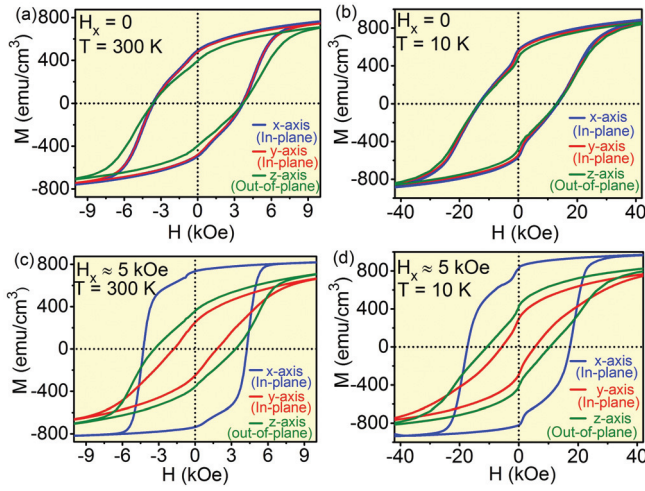 (a) H_x = 0
T = 300 K
M (emu/cm³)
800
400
0
-400
-800
x-axis
(In-plane)
y-axis
(In-plane)
z-axis
(Out-of-plane)
-9 -6 -3 0 3 6 9
H (kOe)
(b) H_x = 0
T = 10 K
M (emu/cm³)
800
400
0
-400
-800
x-axis
(In-plane)
y-axis
(In-plane)
z-axis
(Out-of-plane)
-40 -20 0 20 40
H (kOe)
(c) H_x ≈ 5 kOe
T = 300 K
M (emu/cm³)
800
400
0
-400
-800
x-axis
(In-plane)
y-axis
(In-plane)
z-axis
(out-of-plane)
-9 -6 -3 0 3 6 9
H (kOe)
(d) H_x ≈ 5 kOe
T = 10 K
M (emu/cm³)
800
400
0
-400
-800
x-axis
(In-plane)
y-axis
(In-plane)
z-axis
(Out-of-plane)
-40 -20 0 20 40
H (kOe)